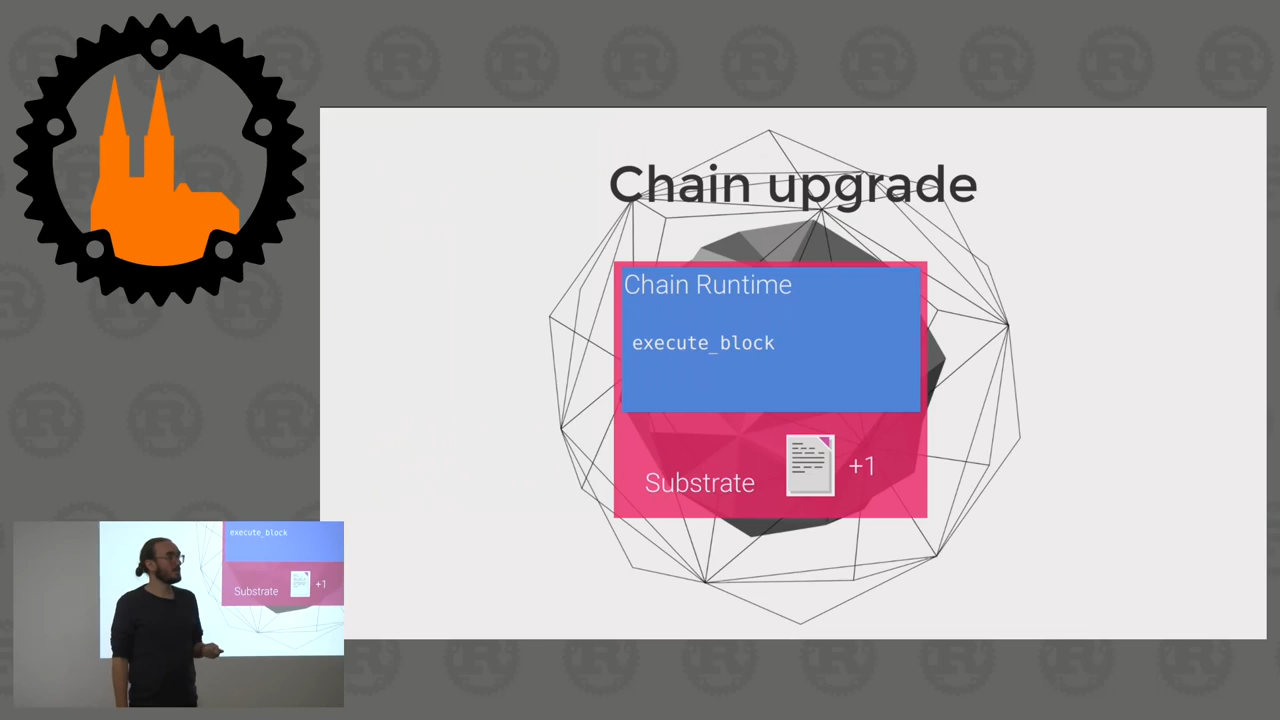 Chain upgrade
Chain Runtime
execute_block
Substrate
+1
execute_block
Substrate
+1